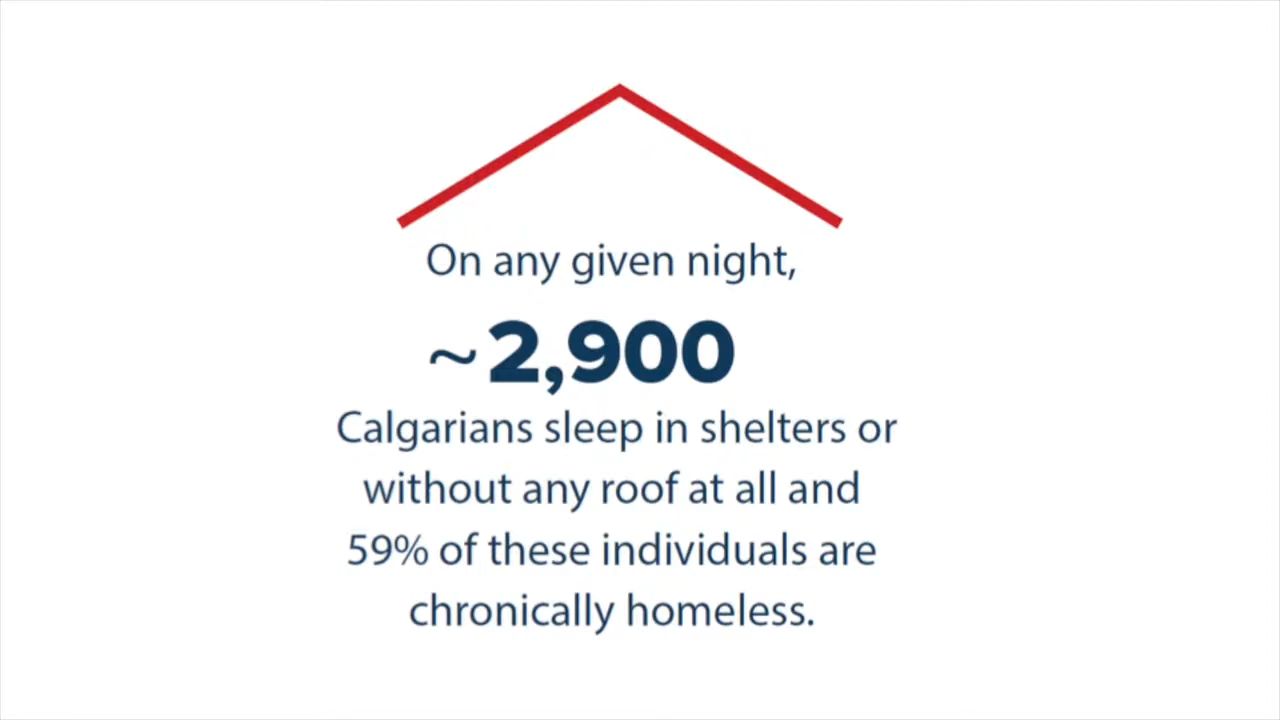 On any given night,
~2,900
Calgarians sleep in shelters or
without any roof at all and
59% of these individuals are
chronically homeless.